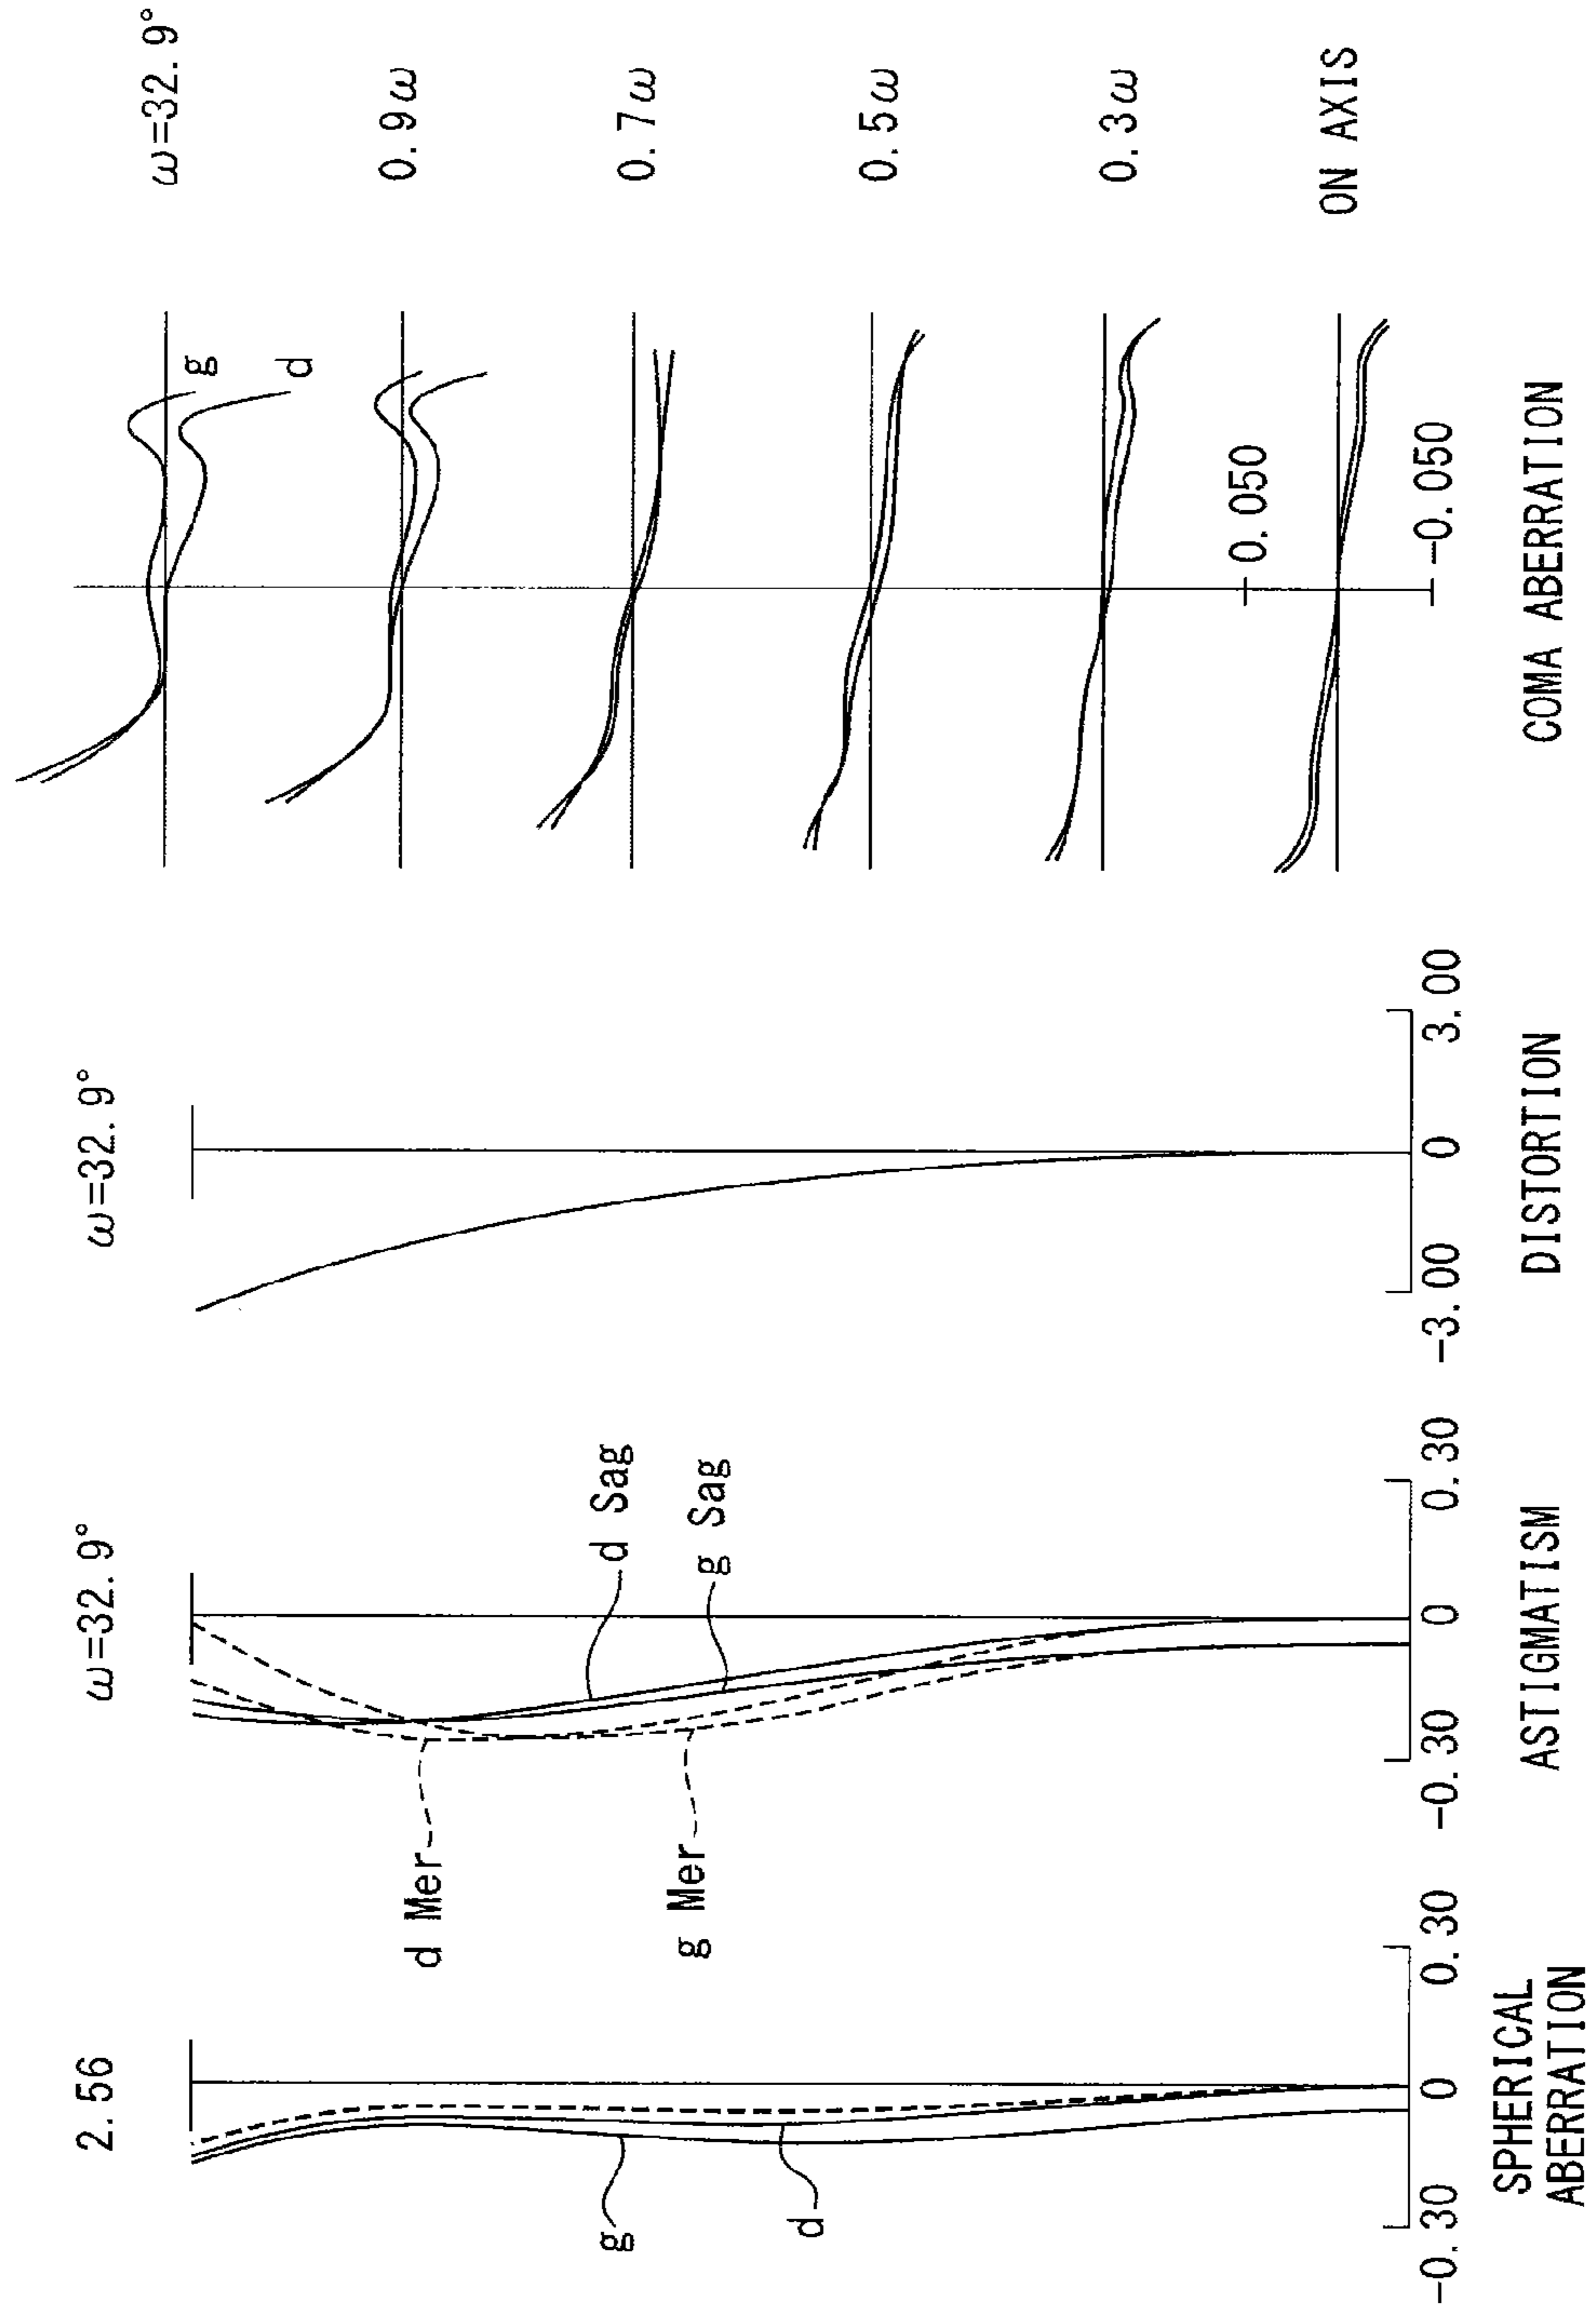 2.56
g
d
-0.30
0
0.30
SPHERICAL
ABERRATION
ω=32.9°
d Mer
g Mer
d Sag
g Sag
-0.30
0
0.30
ASTIGMATISM
ω=32.9°
-3.00
0
3.00
DISTORTION
ω=32.9°
g
d
0.9ω
0.7ω
0.5ω
0.3ω
0.050
ON AXIS
-0.050
COMA ABERRATION